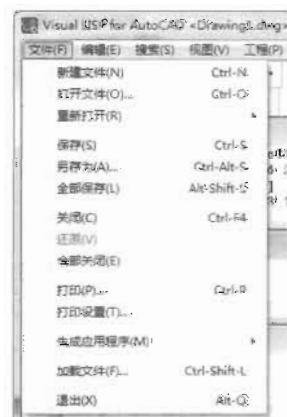 Visual LISP for AutoCAD <Drawing1.dwg>
文件(F) 编辑(E) 搜索(S) 视图(V) 工程(P)
新建文件(N) Ctrl-N
打开文件(O)... Ctrl-O
重新打开(R)
保存(S) Ctrl-S
另存为(A)... Ctrl-Alt-S
全部保存(L) Alt-Shift-S
关闭(C) Ctrl-F4
还原(V)
全部关闭(E)
打印(P)... Ctrl-P
打印设置(T)...
生成应用程序(M)
加载文件(F)... Ctrl-Shift-L
退出(X) Alt-Q